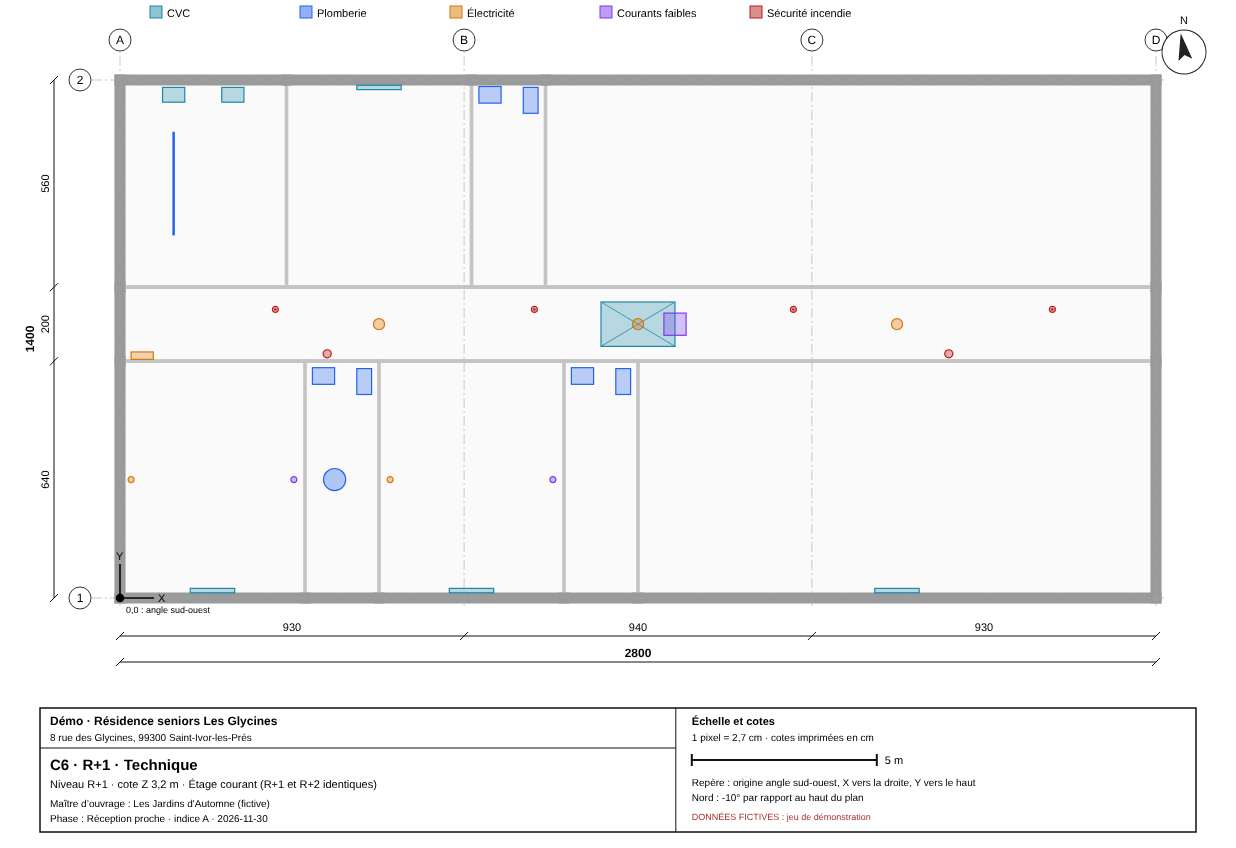 CVC
Plomberie
Électricité
Courants faibles
Sécurité incendie
A
B
C
D
N
2
560
200
1400
640
Y
X
1
0,0 : angle sud-ouest
930
940
930
2800
Démo · Résidence seniors Les Glycines
8 rue des Glycines, 99300 Saint-Ivor-les-Prés
C6 · R+1 · Technique
Niveau R+1 · cote Z 3,2 m · Étage courant (R+1 et R+2 identiques)
Maître d'ouvrage : Les Jardins d'Automne (fictive)
Phase : Réception proche · indice A · 2026-11-30
Échelle et cotes
1 pixel = 2,7 cm · cotes imprimées en cm
5 m
Repère : origine angle sud-ouest, X vers la droite, Y vers le haut
Nord : -10° par rapport au haut du plan
DONNÉES FICTIVES : jeu de démonstration